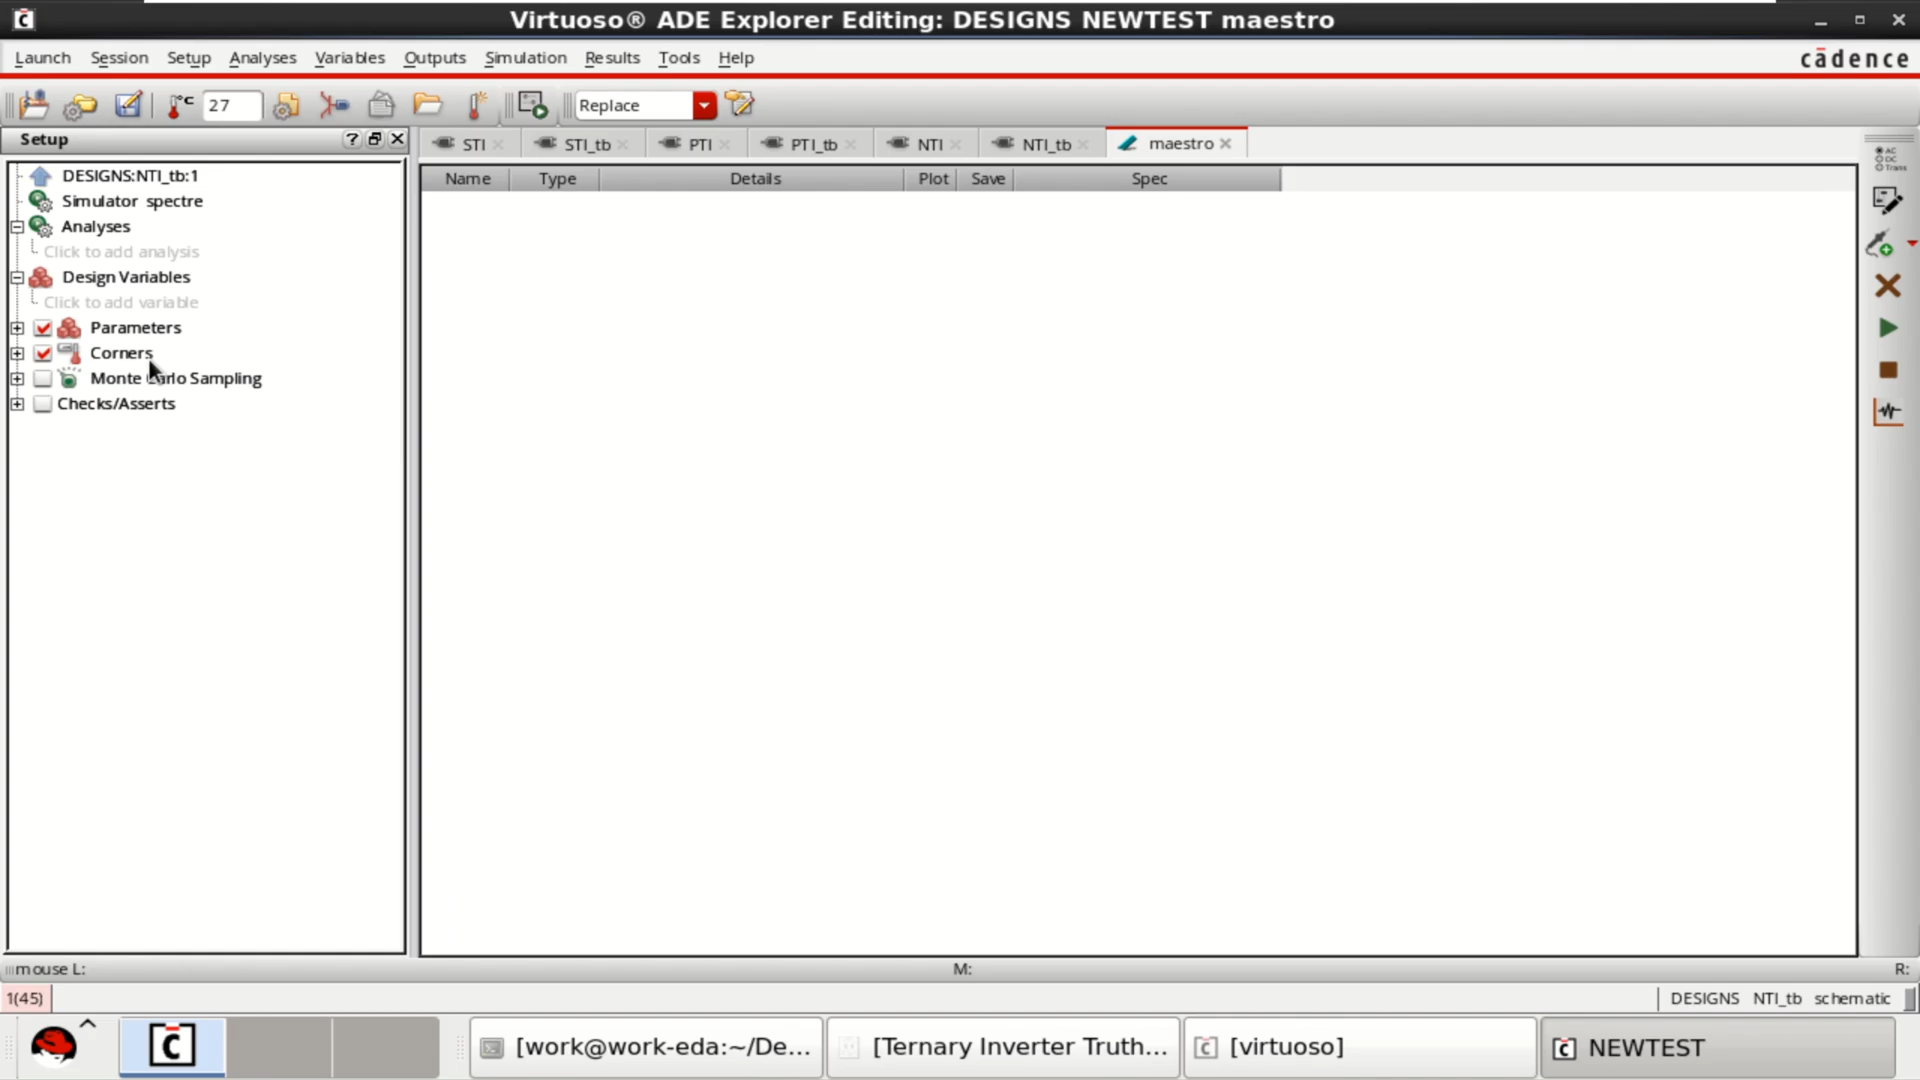 Virtuoso® ADE Explorer Editing: DESIGNS NEWTEST maestro
Launch Session Setup Analyses Variables Outputs Simulation Results Tools Help cādence
°C 27 Replace
Setup
STI STI_tb PTI PTI_tb NTI NTI_tb maestro
AC
DC
Trans
Name Type Details Plot Save Spec
DESIGNS:NTI_tb:1
Simulator spectre
Analyses
Click to add analysis
Design Variables
Click to add variable
Parameters
Corners
Monte Carlo Sampling
Checks/Asserts
mouse L: M: R:
1(45) DESIGNS NTI_tb schematic
[work@work-eda:~/De... [Ternary Inverter Truth... [virtuoso] NEWTEST